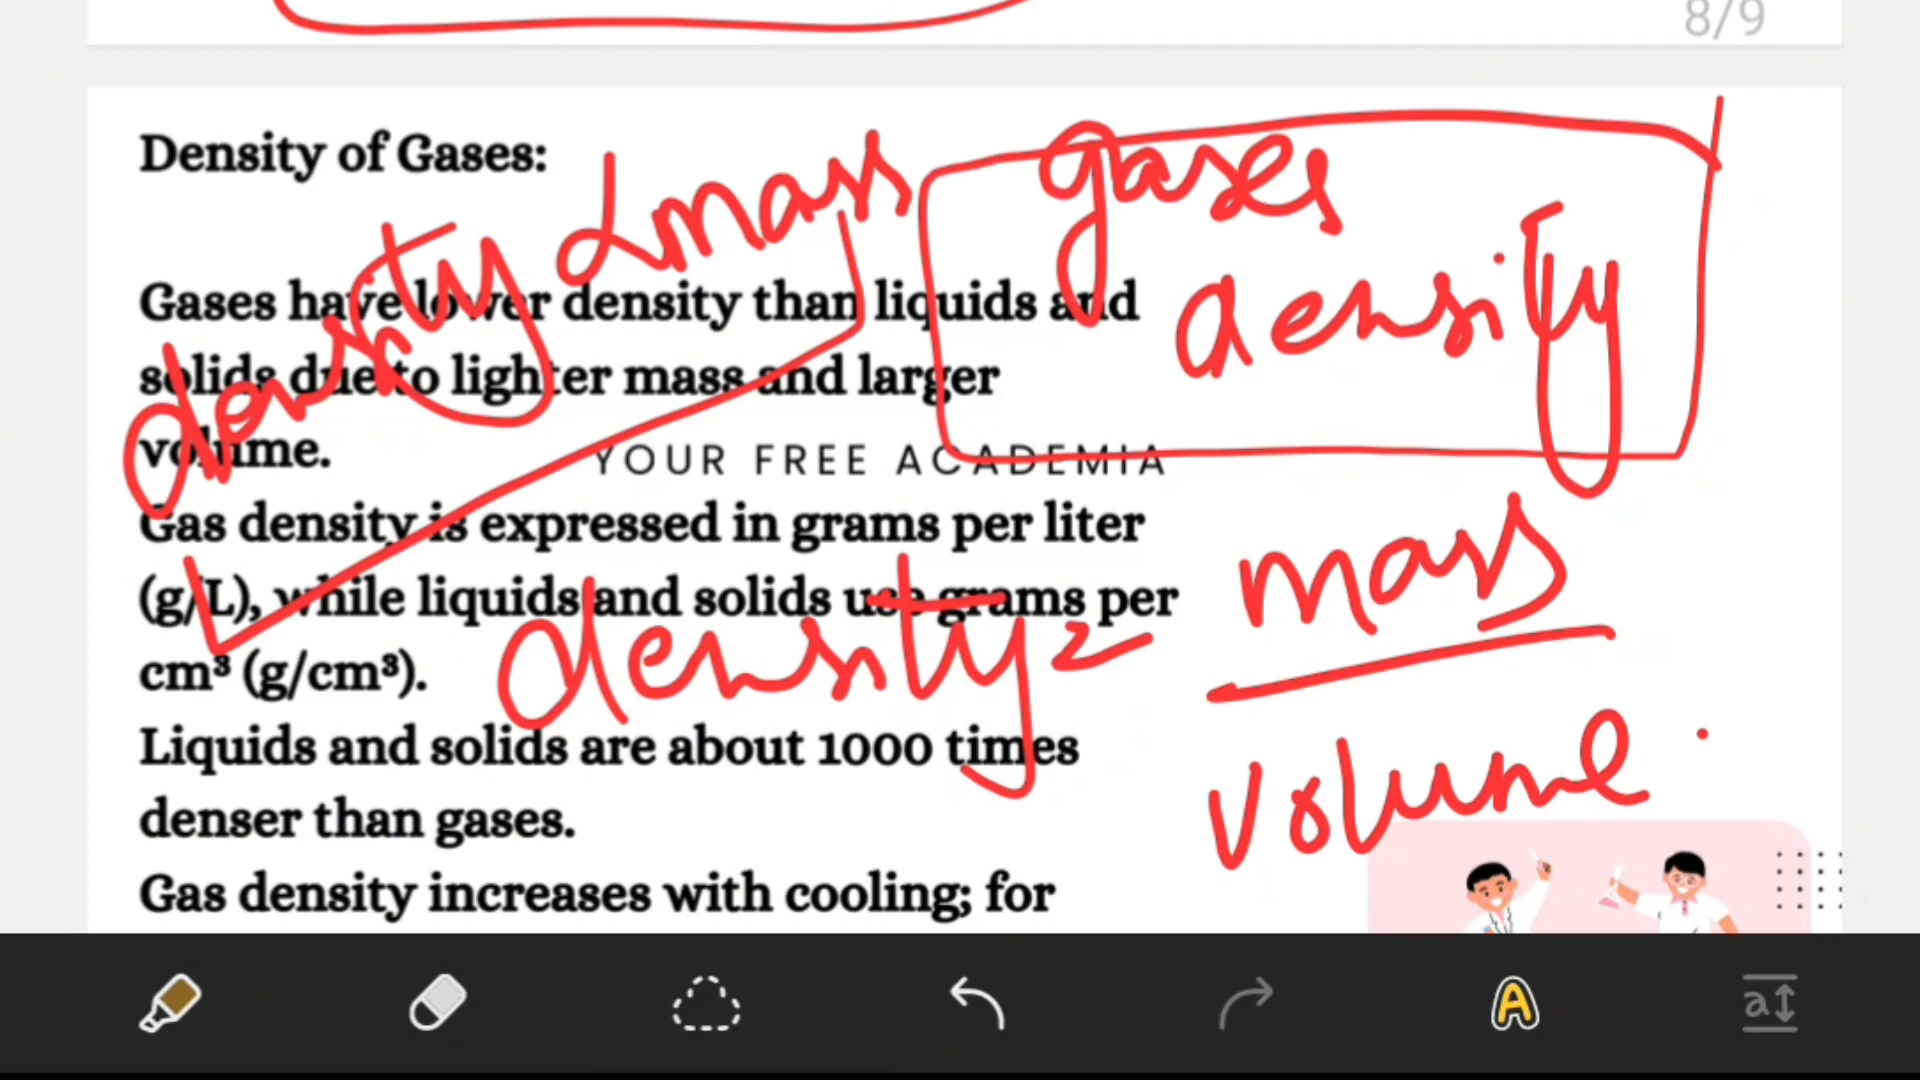 8/9
Density of Gases:
density α mass
gases
density
Gases have lower density than liquids and
solids due to lighter mass and larger
volume.
YOUR FREE ACADEMIA
Gas density is expressed in grams per liter
(g/L), while liquids and solids use grams per
cm³ (g/cm³).
density =
mass
volume
Liquids and solids are about 1000 times
denser than gases.
Gas density increases with cooling; for
A
a